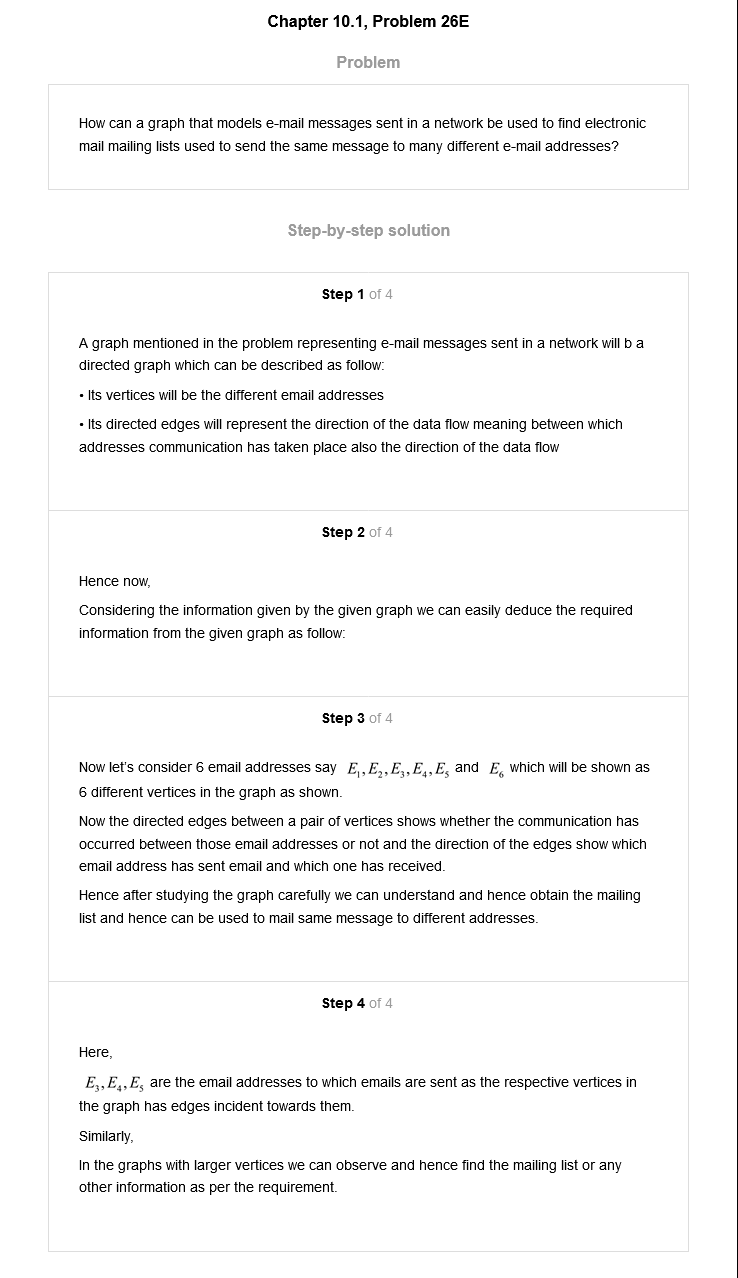 Chapter 10.1, Problem 26E
Problem
How can a graph that models e-mail messages sent in a network be used to find electronic
mail mailing lists used to send the same message to many different e-mail addresses?
Step-by-step solution
Step 1 of 4
A graph mentioned in the problem representing e-mail messages sent in a network will b a
directed graph which can be described as follow:
• Its vertices will be the different email addresses
• Its directed edges will represent the direction of the data flow meaning between which
addresses communication has taken place also the direction of the data flow
Step 2 of 4
Hence now,
Considering the information given by the given graph we can easily deduce the required
information from the given graph as follow:
Step 3 of 4
Now let's consider 6 email addresses say E₁, E₂, E₃, E₄, E₅ and E₆ which will be shown as
6 different vertices in the graph as shown.
Now the directed edges between a pair of vertices shows whether the communication has
occurred between those email addresses or not and the direction of the edges show which
email address has sent email and which one has received.
Hence after studying the graph carefully we can understand and hence obtain the mailing
list and hence can be used to mail same message to different addresses.
Step 4 of 4
Here,
E₃, E₄, E₅ are the email addresses to which emails are sent as the respective vertices in
the graph has edges incident towards them.
Similarly,
In the graphs with larger vertices we can observe and hence find the mailing list or any
other information as per the requirement.